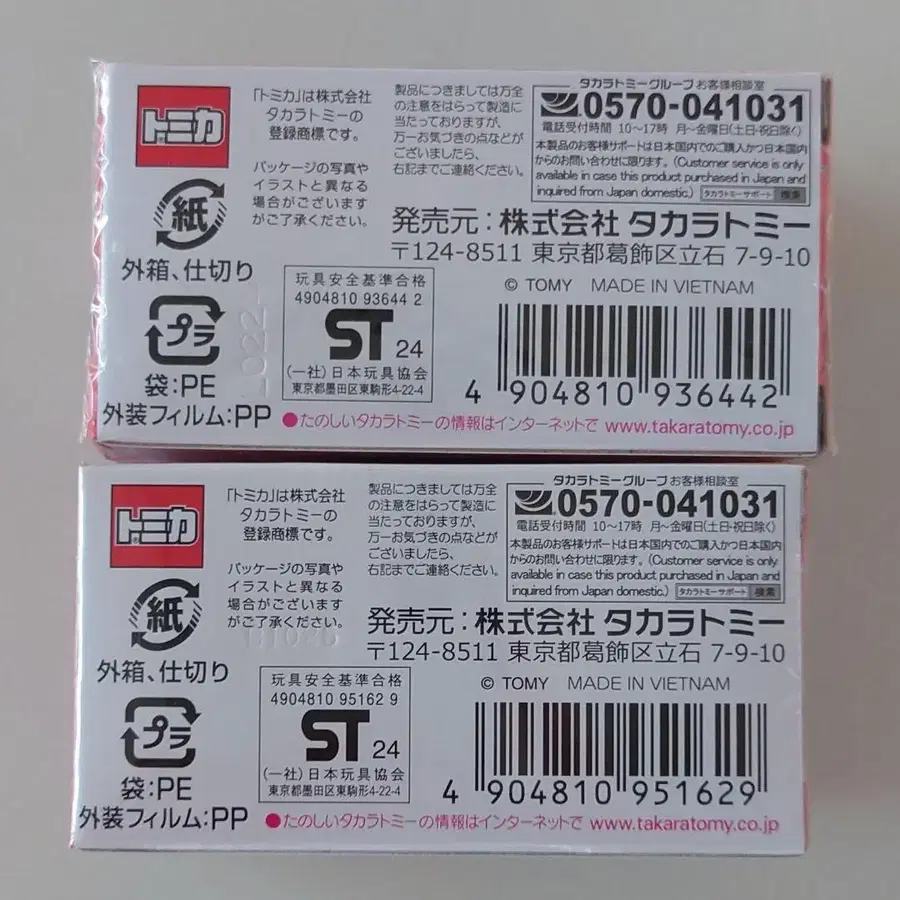 トミカ
「トミカ」は株式会社
タカラトミーの
登録商標です。
パッケージの写真や
イラストと異なる
場合がございます
がご了承ください。
製品につきましては万全
の注意をはらって製造に
当たっておりますが、
万一お気づきの点などが
ございましたら、
右記までご連絡ください。
タカラトミーグループ お客様相談室
0570-041031
電話受付時間 10〜17時 月〜金曜日(土日・祝日除く)
本製品のお客様サポートは日本国内でのご購入かつ日本国内
からのお問い合わせに限ります。(Customer service is only
available in case this product purchased in Japan and
inquired from Japan domestic.) タカラトミーサポート 検索
発売元:株式会社 タカラトミー
〒124-8511 東京都葛飾区立石 7-9-10
© TOMY MADE IN VIETNAM
紙
外箱、仕切り
プラ
袋:PE
外装フィルム:PP
玩具安全基準合格
4904810 93644 2
ST 24
(一社)日本玩具協会
東京都墨田区東駒形4-22-4
4 904810 936442
●たのしいタカラトミーの情報はインターネットで www.takaratomy.co.jp
トミカ
「トミカ」は株式会社
タカラトミーの
登録商標です。
パッケージの写真や
イラストと異なる
場合がございます
がご了承ください。
製品につきましては万全
の注意をはらって製造に
当たっておりますが、
万一お気づきの点などが
ございましたら、
右記までご連絡ください。
タカラトミーグループ お客様相談室
0570-041031
電話受付時間 10〜17時 月〜金曜日(土日・祝日除く)
本製品のお客様サポートは日本国内でのご購入かつ日本国内
からのお問い合わせに限ります。(Customer service is only
available in case this product purchased in Japan and
inquired from Japan domestic.) タカラトミーサポート 検索
発売元:株式会社 タカラトミー
〒124-8511 東京都葛飾区立石 7-9-10
© TOMY MADE IN VIETNAM
紙
外箱、仕切り
プラ
袋:PE
外装フィルム:PP
玩具安全基準合格
4904810 95162 9
ST 24
(一社)日本玩具協会
東京都墨田区東駒形4-22-4
4 904810 951629
●たのしいタカラトミーの情報はインターネットで www.takaratomy.co.jp